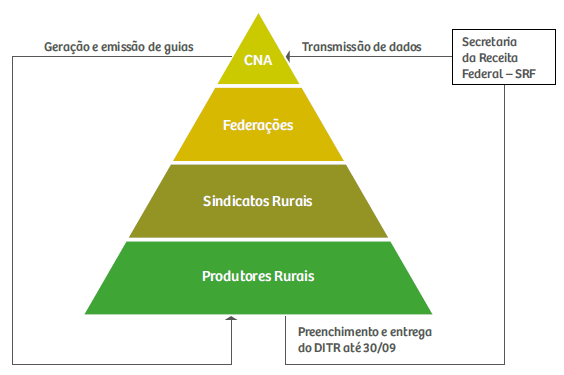 Geração e emissão de guias
CNA
Transmissão de dados
Secretaria
da Receita
Federal – SRF
Federações
Sindicatos Rurais
Produtores Rurais
Preenchimento e entrega
do DITR até 30/09